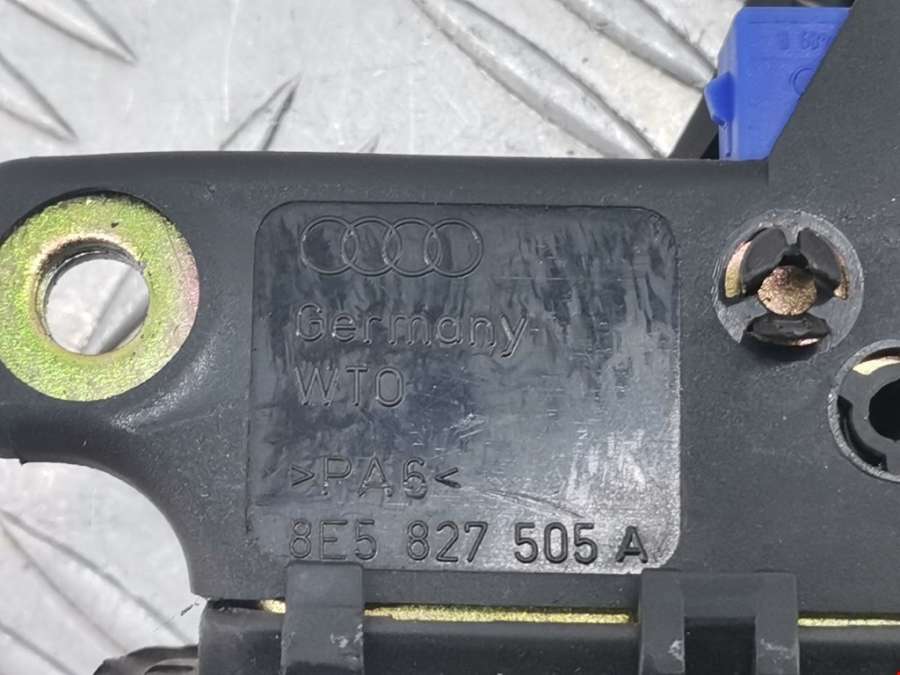 Germany
WTO
>PA6<
8E5 827 505 A